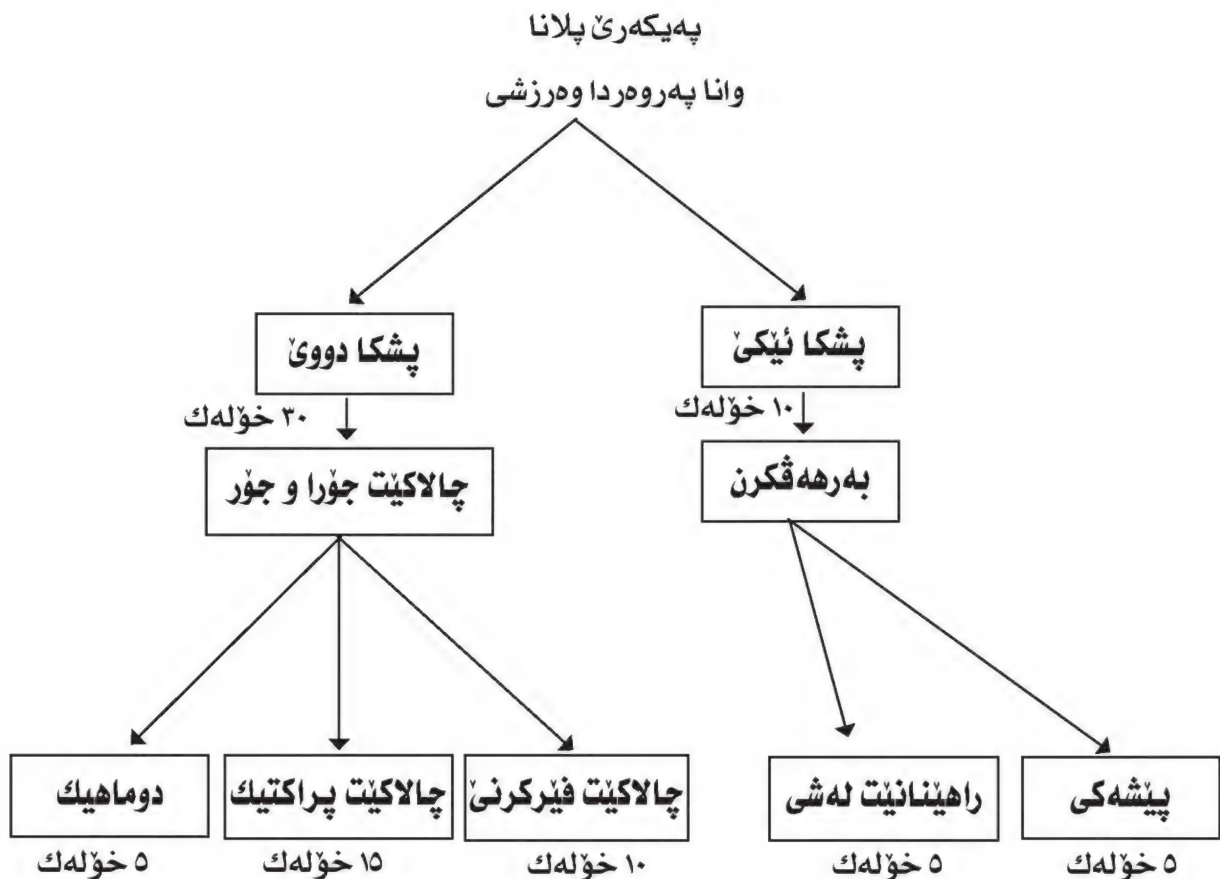 پەیکەرێ پلانا
وانا پەروەردا وەرزشی
پشکا ئێکێ
پشکا دووێ
١٠ خۆلەك
٣٠ خۆلەك
بەرهەڤکرن
چالاکێت جۆرا و جۆر
پێشەکی
راهێنانێت لەشی
چالاکێت فێرکرنێ
چالاکێت پراکتیك
دوماهیك
٥ خۆلەك
٥ خۆلەك
١٠ خۆلەك
١٥ خۆلەك
٥ خۆلەك